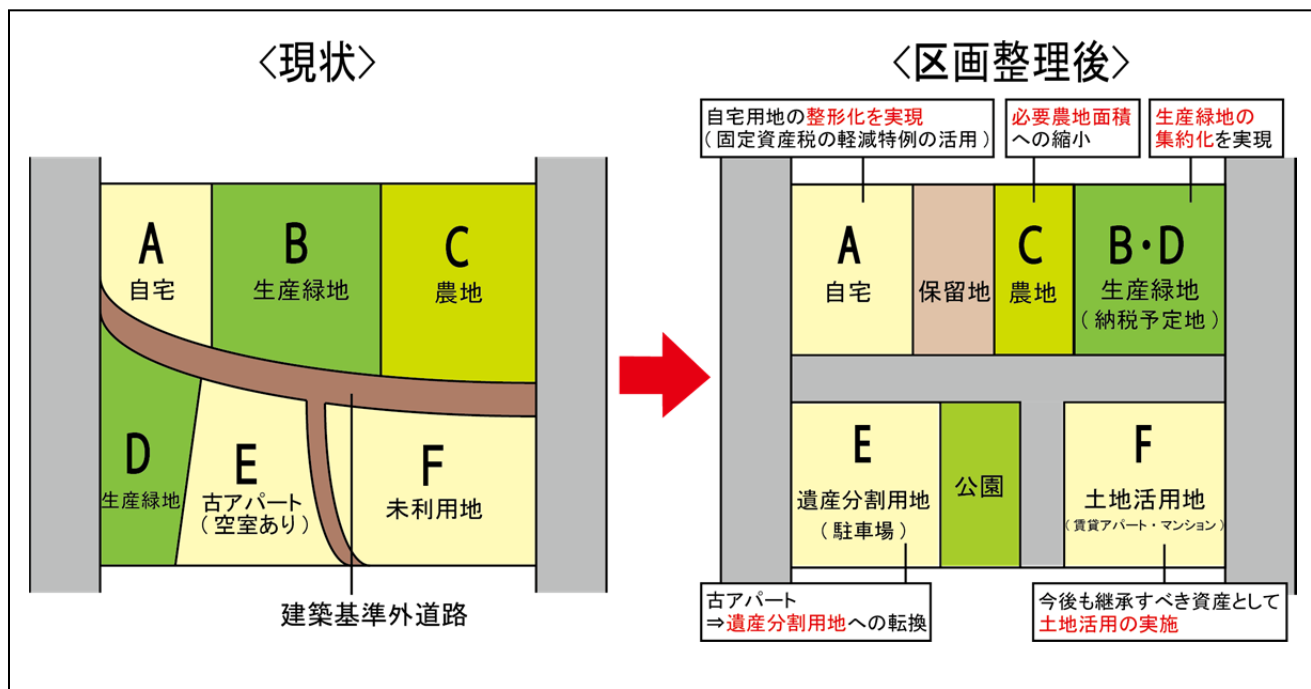 〈現状〉
A
自宅
B
生産緑地
C
農地
D
生産緑地
E
古アパート
(空室あり)
F
未利用地
建築基準外道路
〈区画整理後〉
自宅用地の整形化を実現
(固定資産税の軽減特例の活用)
必要農地面積
への縮小
生産緑地の
集約化を実現
A
自宅
保留地
C
農地
B・D
生産緑地
(納税予定地)
E
遺産分割用地
(駐車場)
公園
F
土地活用地
(賃貸アパート・マンション)
古アパート
⇒遺産分割用地への転換
今後も継承すべき資産として
土地活用の実施